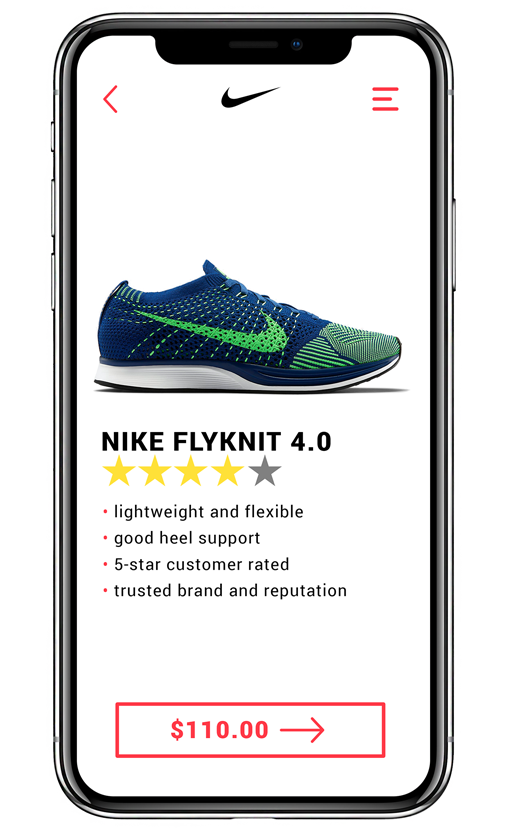 NIKE FLYKNIT 4.0
lightweight and flexible
good heel support
5-star customer rated
trusted brand and reputation
$110.00